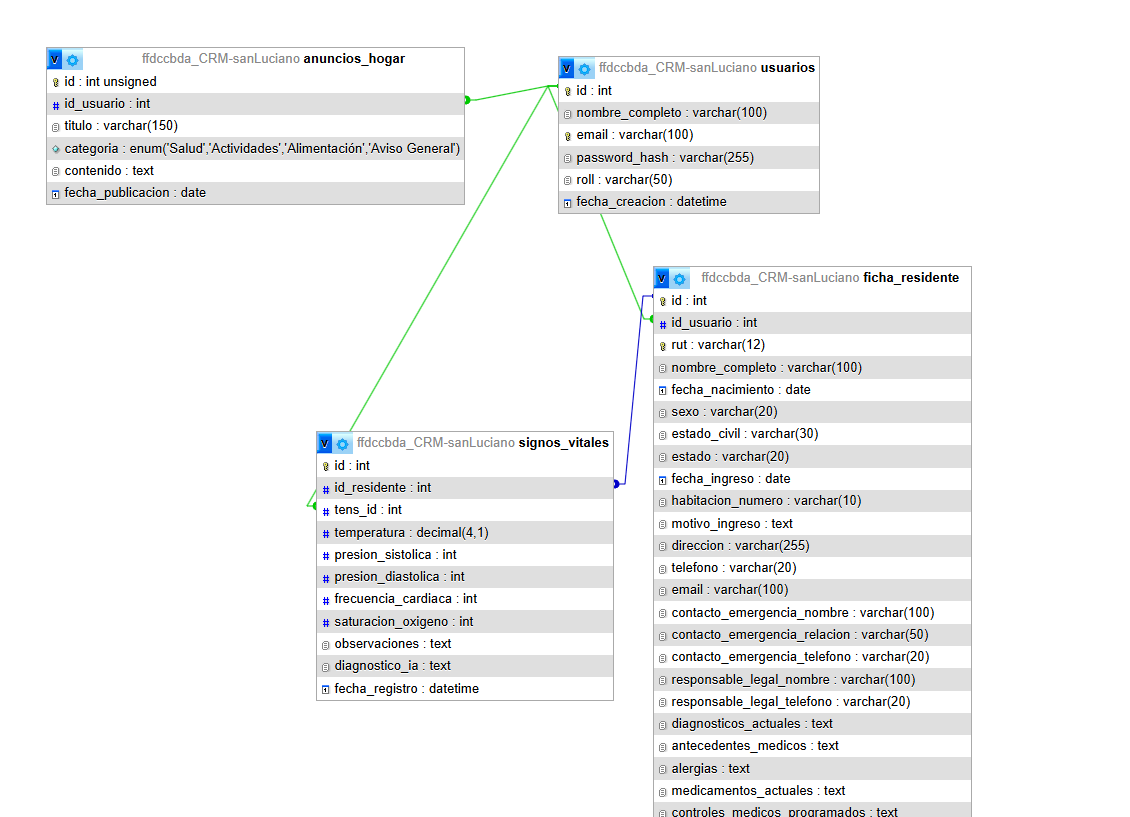 ffdccbda_CRM-sanLuciano anuncios_hogar
id : int unsigned
id_usuario : int
titulo : varchar(150)
categoria : enum('Salud','Actividades','Alimentación','Aviso General')
contenido : text
fecha_publicacion : date
ffdccbda_CRM-sanLuciano usuarios
id : int
nombre_completo : varchar(100)
email : varchar(100)
password_hash : varchar(255)
roll : varchar(50)
fecha_creacion : datetime
ffdccbda_CRM-sanLuciano ficha_residente
id : int
id_usuario : int
rut : varchar(12)
nombre_completo : varchar(100)
fecha_nacimiento : date
sexo : varchar(20)
estado_civil : varchar(30)
estado : varchar(20)
fecha_ingreso : date
habitacion_numero : varchar(10)
motivo_ingreso : text
direccion : varchar(255)
telefono : varchar(20)
email : varchar(100)
contacto_emergencia_nombre : varchar(100)
contacto_emergencia_relacion : varchar(50)
contacto_emergencia_telefono : varchar(20)
responsable_legal_nombre : varchar(100)
responsable_legal_telefono : varchar(20)
diagnosticos_actuales : text
antecedentes_medicos : text
alergias : text
medicamentos_actuales : text
controles_medicos_programados : text
ffdccbda_CRM-sanLuciano signos_vitales
id : int
id_residente : int
tens_id : int
temperatura : decimal(4,1)
presion_sistolica : int
presion_diastolica : int
frecuencia_cardiaca : int
saturacion_oxigeno : int
observaciones : text
diagnostico_ia : text
fecha_registro : datetime